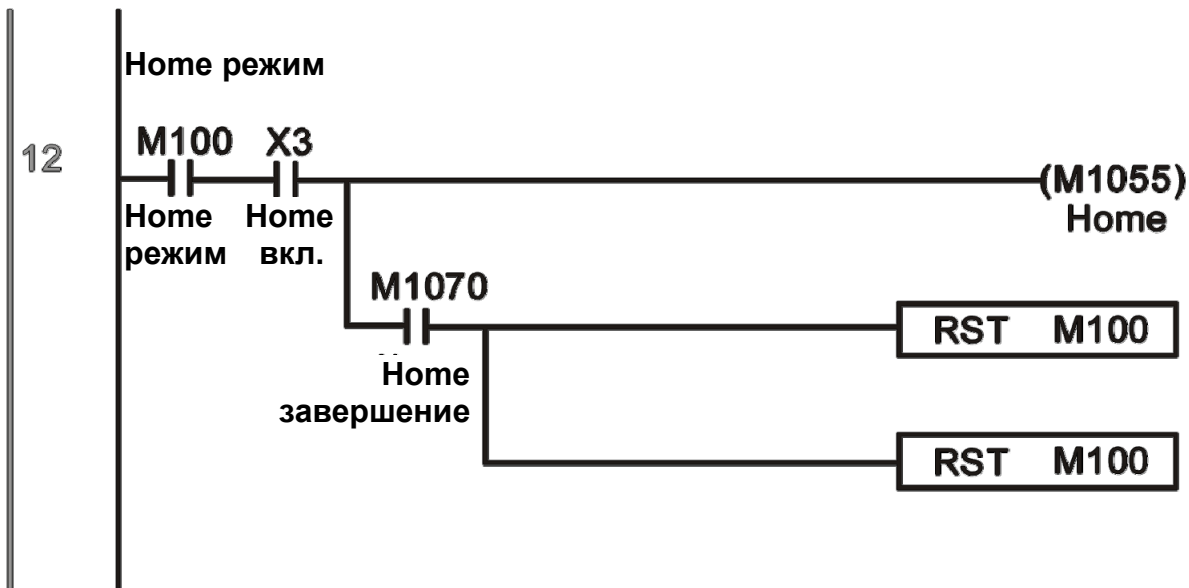 Home режим
12
M100 X3
(M1055)
Home Home
режим вкл.
Home
M1070
RST M100
Home
завершение
RST M100